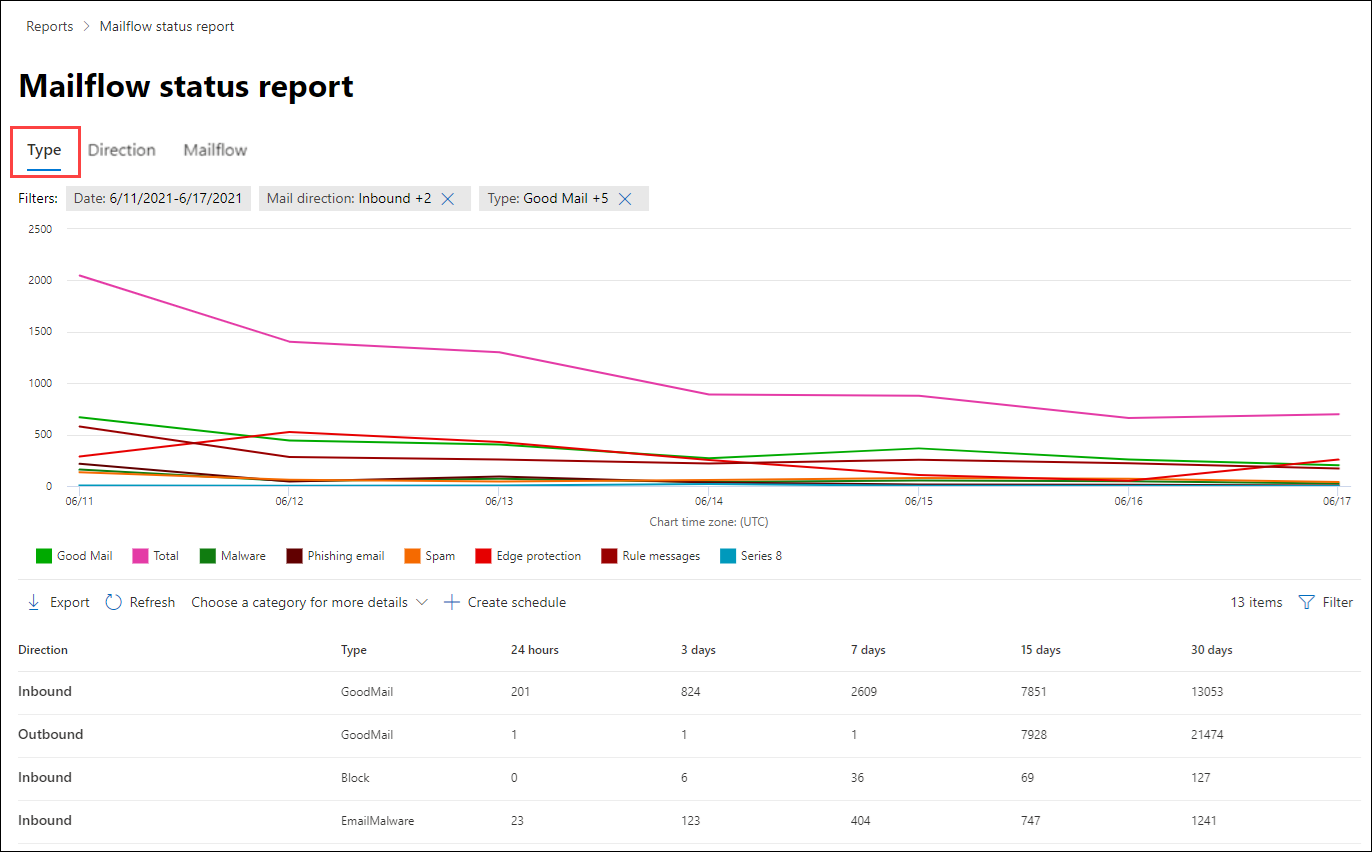 Reports > Mailflow status report
Mailflow status report
Type Direction Mailflow
Filters: Date: 6/11/2021-6/17/2021 Mail direction: Inbound +2 Type: Good Mail +5
2500
2000
1500
1000
500
0
06/11 06/12 06/13 06/14 06/15 06/16 06/17
Chart time zone: (UTC)
Good Mail Total Malware Phishing email Spam Edge protection Rule messages Series 8
Export Refresh Choose a category for more details Create schedule 13 items Filter
Direction Type 24 hours 3 days 7 days 15 days 30 days
Inbound GoodMail 201 824 2609 7851 13053
Outbound GoodMail 1 1 1 7928 21474
Inbound Block 0 6 36 69 127
Inbound EmailMalware 23 123 404 747 1241